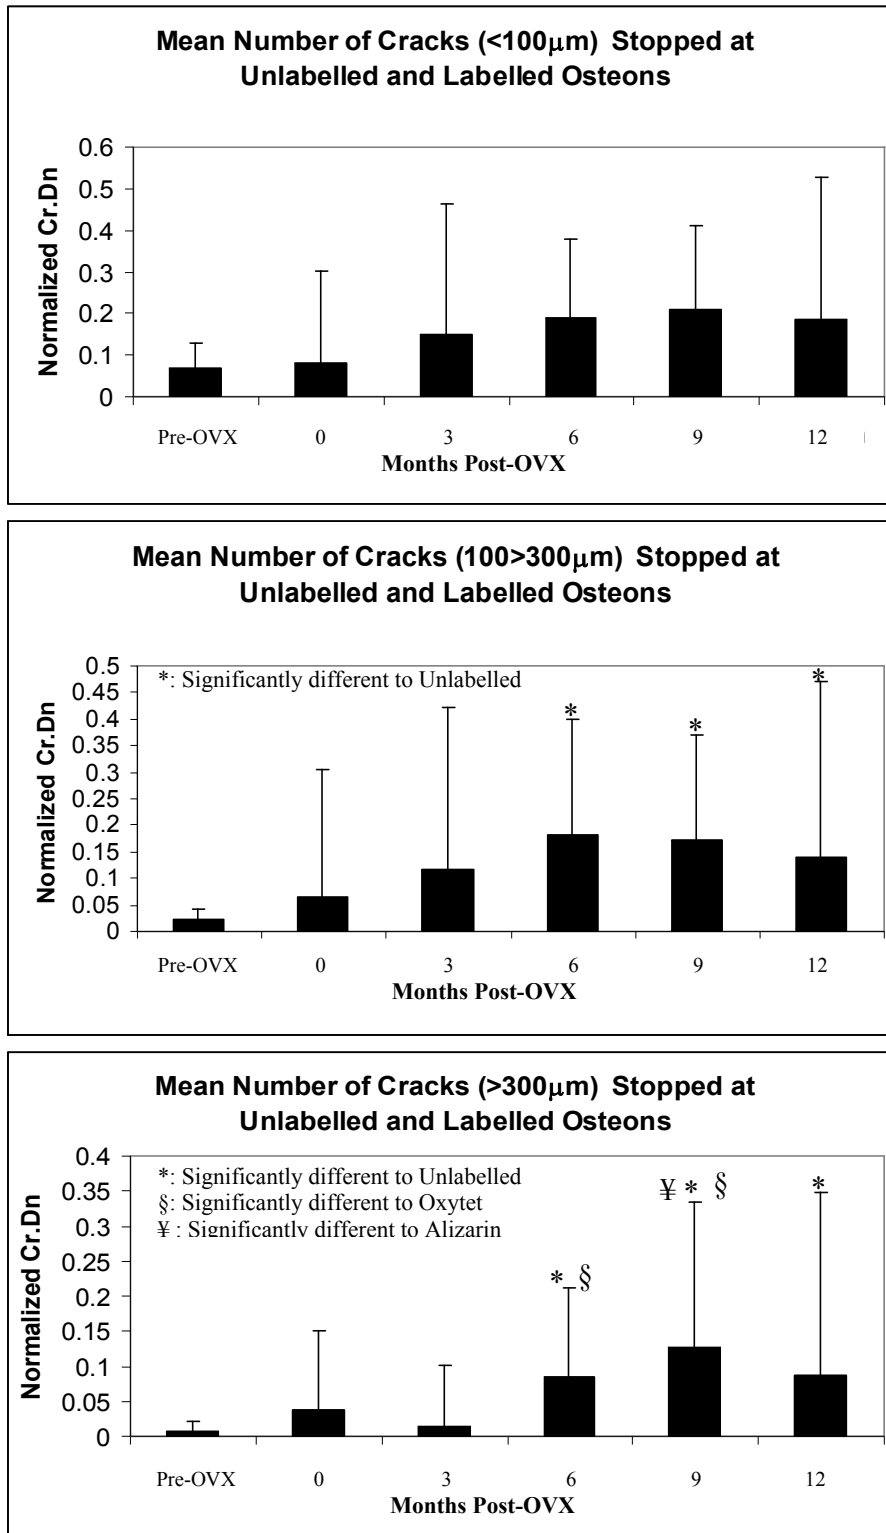 Mean Number of Cracks (<100μm) Stopped at
Unlabelled and Labelled Osteons
Normalized Cr.Dn
0.6
0.5
0.4
0.3
0.2
0.1
0
Pre-OVX 0 3 6 9 12
Months Post-OVX
Mean Number of Cracks (100>300μm) Stopped at
Unlabelled and Labelled Osteons
Normalized Cr.Dn
*: Significantly different to Unlabelled
0.5
0.45
0.4
0.35
0.3
0.25
0.2
0.15
0.1
0.05
0
* * *
Pre-OVX 0 3 6 9 12
Months Post-OVX
Mean Number of Cracks (>300μm) Stopped at
Unlabelled and Labelled Osteons
Normalized Cr.Dn
*: Significantly different to Unlabelled
§: Significantly different to Oxytet
¥ : Significantly different to Alizarin
0.4
0.35
0.3
0.25
0.2
0.15
0.1
0.05
0
* §
¥ * §
*
Pre-OVX 0 3 6 9 12
Months Post-OVX